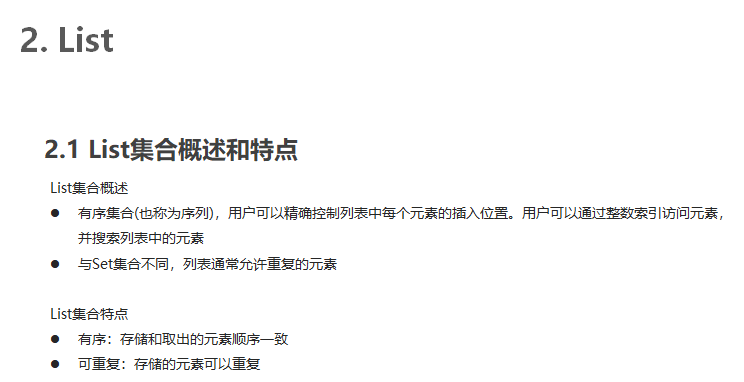 2. List
2.1 List集合概述和特点
List集合概述
● 有序集合(也称为序列)，用户可以精确控制列表中每个元素的插入位置。用户可以通过整数索引访问元素，
并搜索列表中的元素
● 与Set集合不同，列表通常允许重复的元素
List集合特点
● 有序：存储和取出的元素顺序一致
● 可重复：存储的元素可以重复